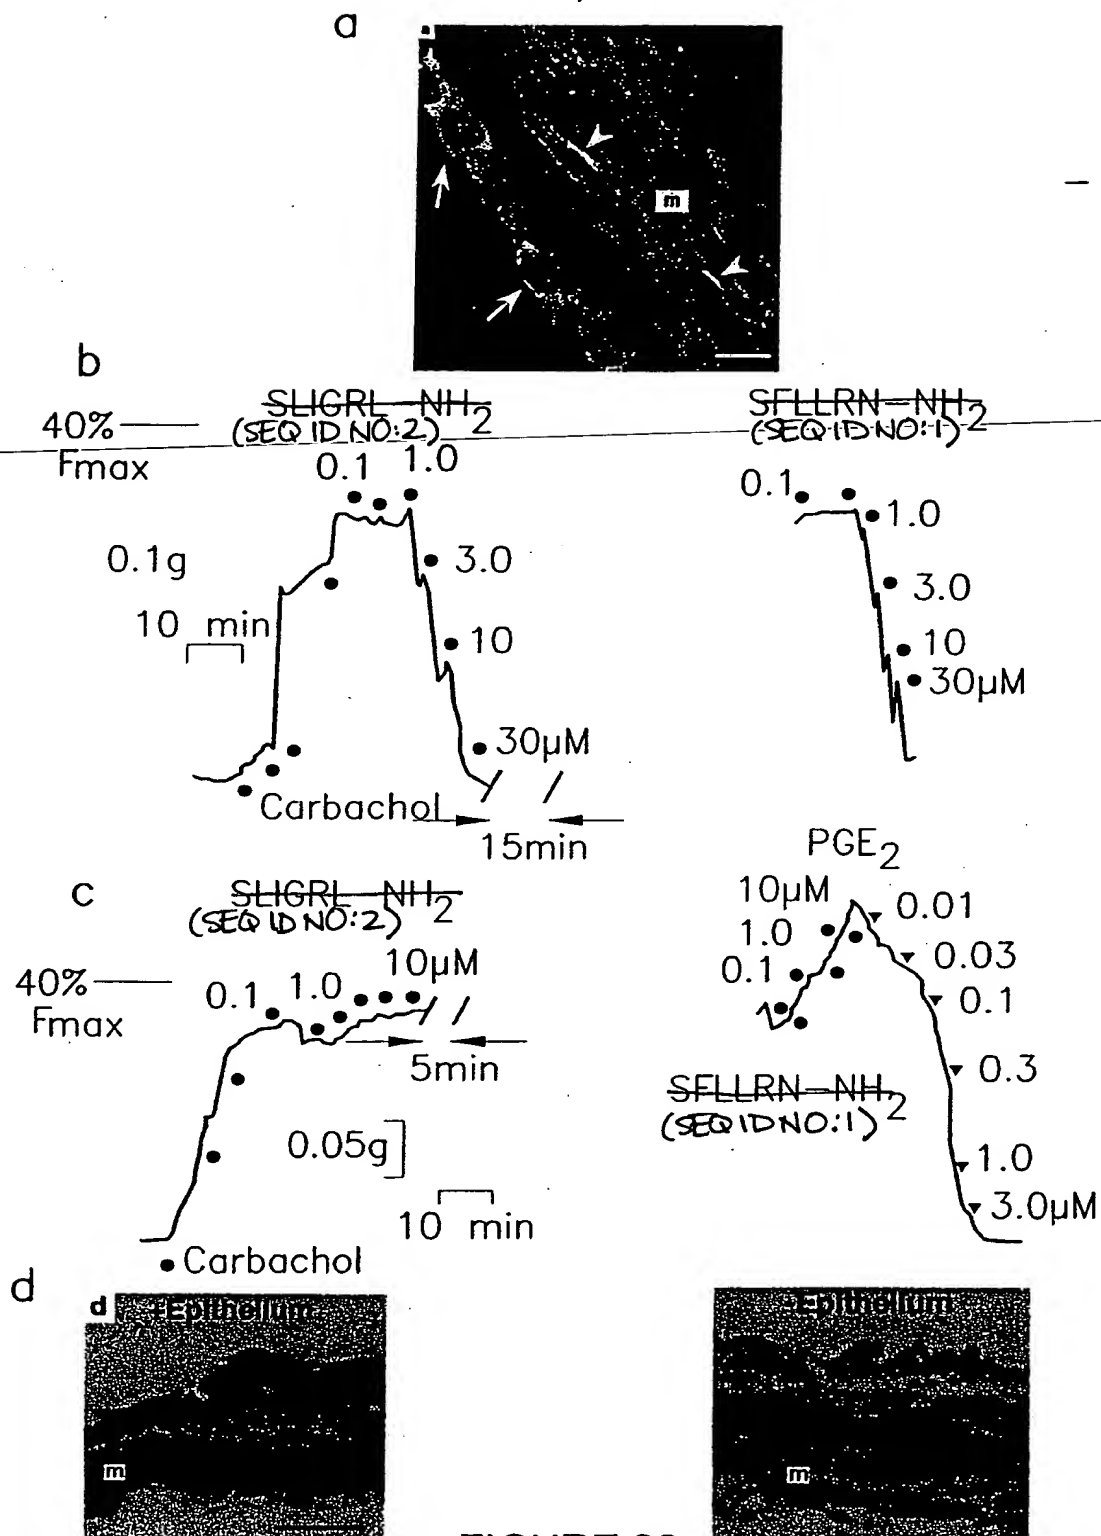 a
a
m
b
SLIGRL-NH2
(SEQ ID NO:2)
40%
Fmax
0.1
1.0
0.1g
10 min
3.0
10
30µM
Carbachol
15min
SFLLRN-NH2
(SEQ ID NO:1)
0.1
1.0
3.0
10
30µM
c
SLIGRL-NH2
(SEQ ID NO:2)
40%
Fmax
0.1
1.0
10µM
5min
0.05g
10 min
Carbachol
PGE2
10µM
1.0
0.1
0.01
0.03
0.1
0.3
1.0
3.0µM
SFLLRN-NH2
(SEQ ID NO:1)
d
d
+Epithelium
m
-Epithelium
m